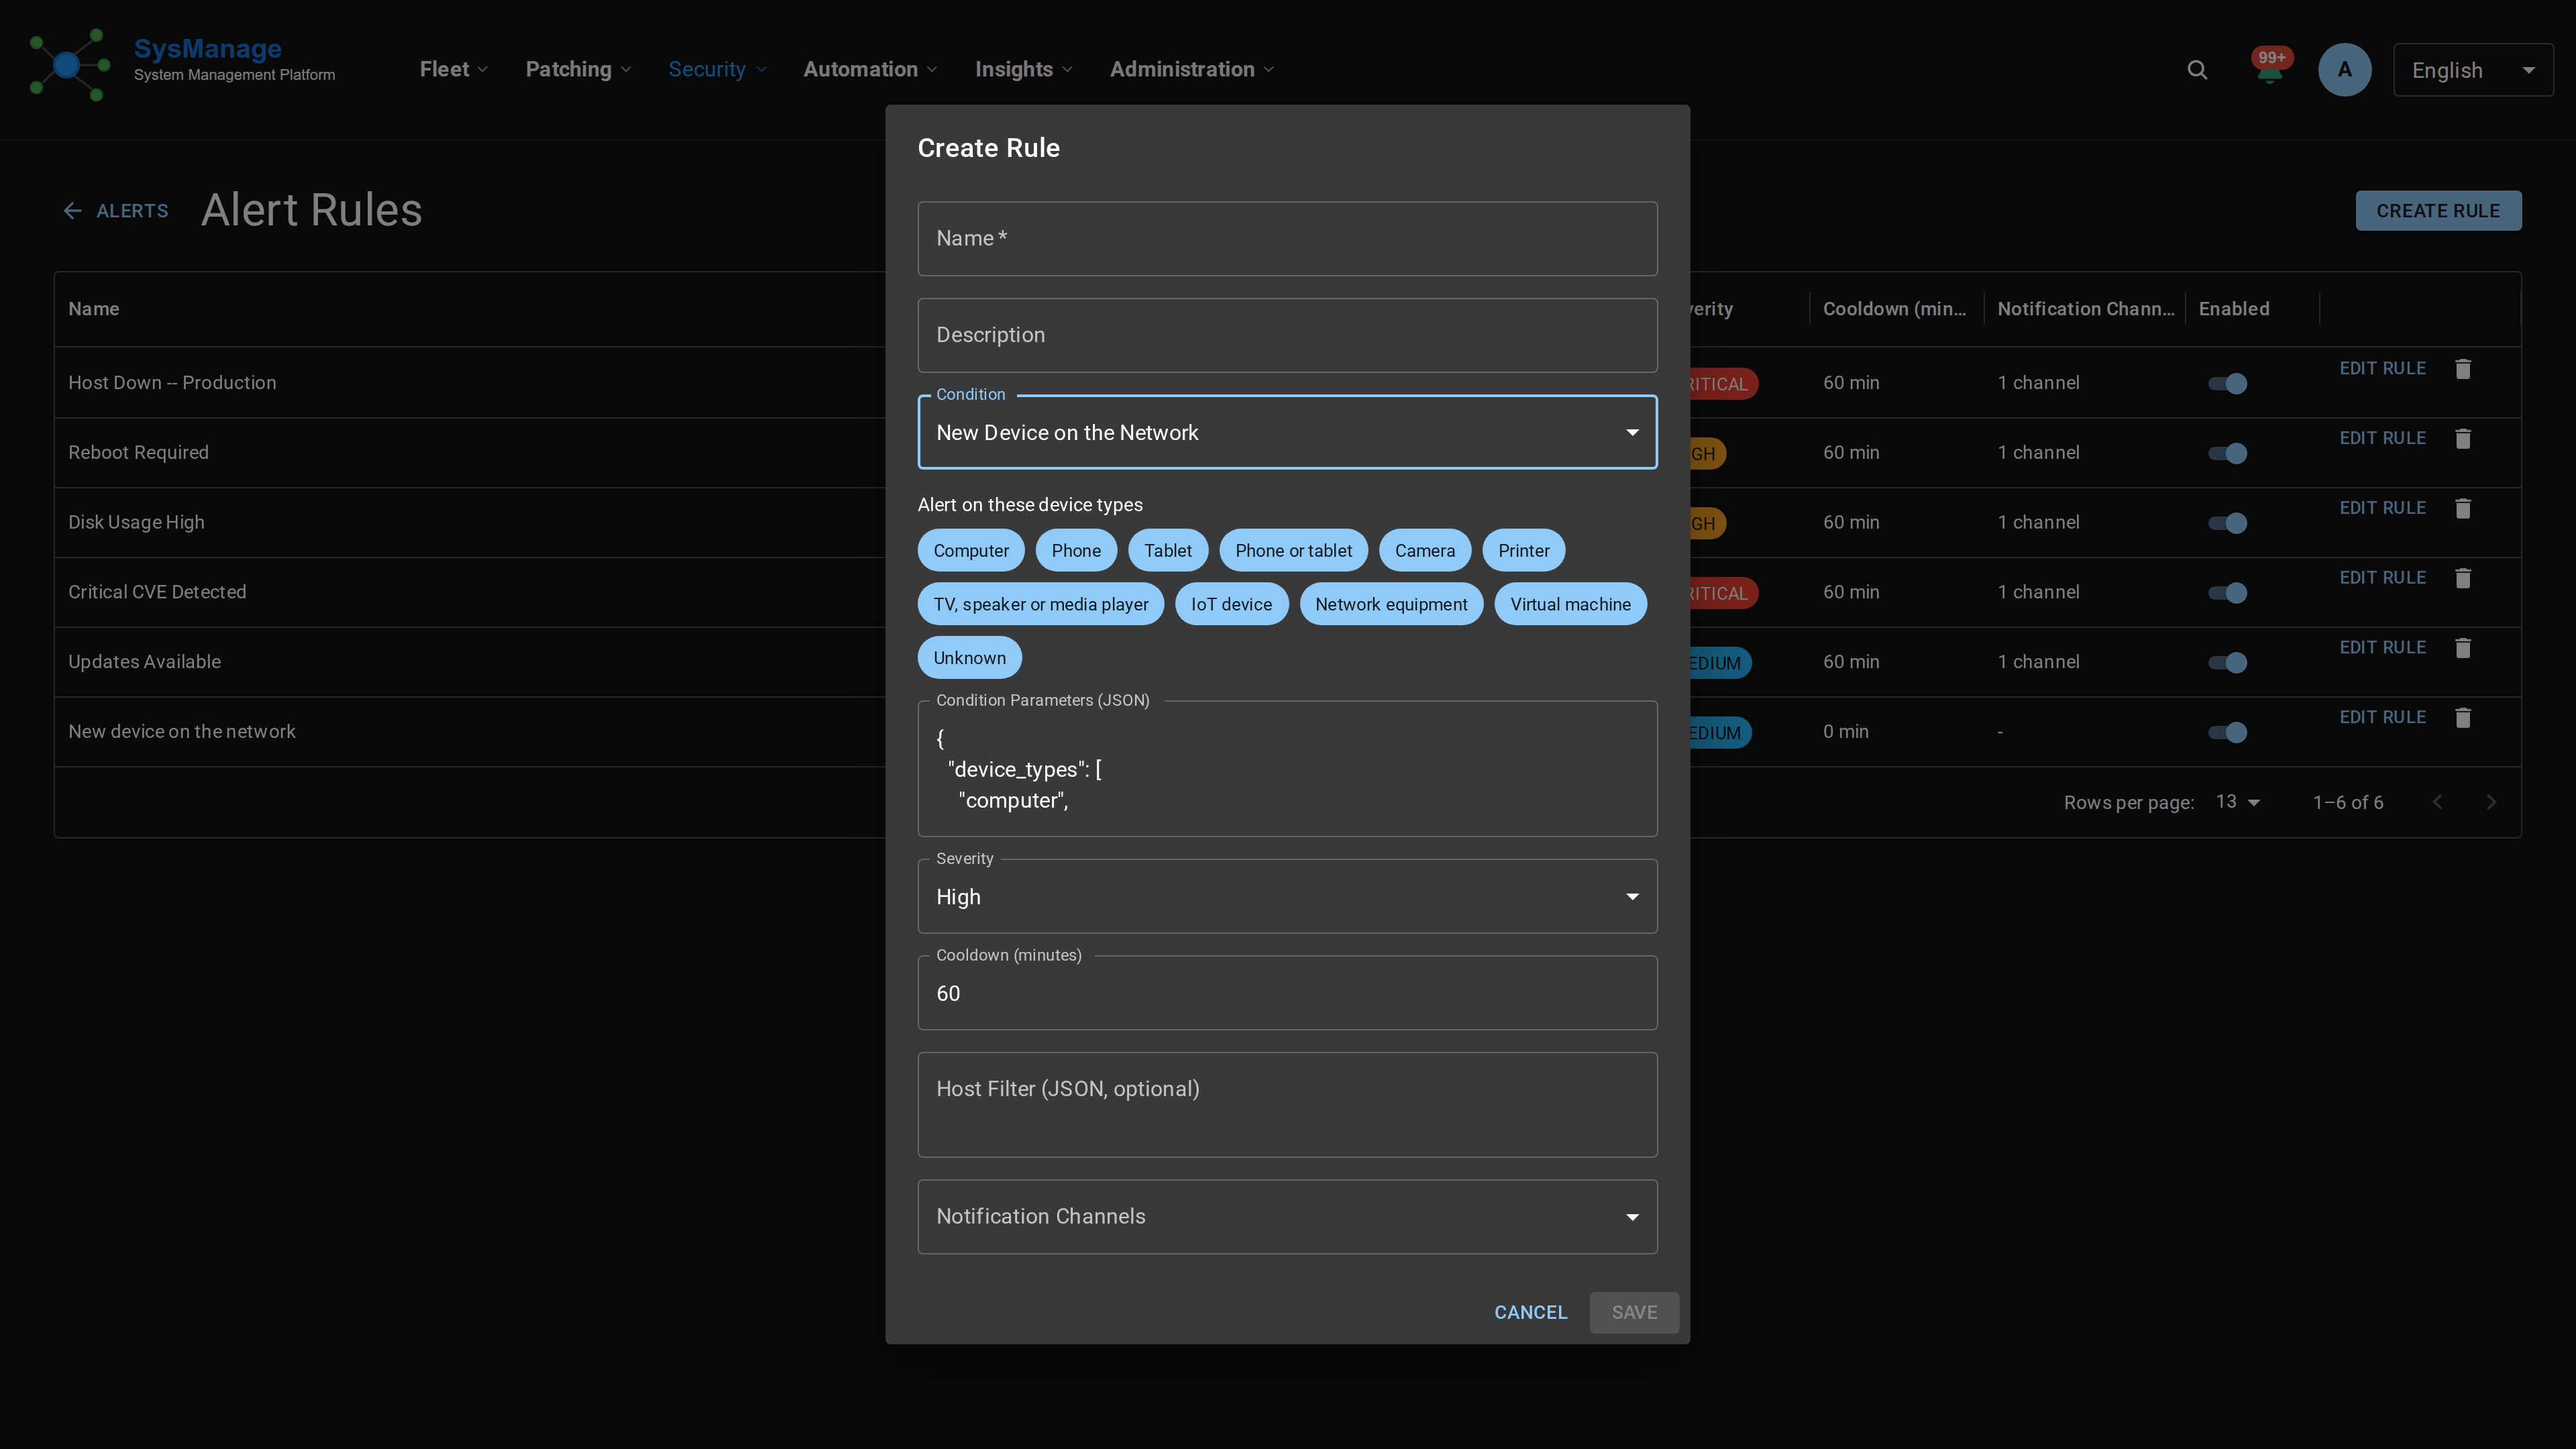 SysManage
System Management Platform
Fleet
Patching
Security
Automation
Insights
Administration
99+
A
English
ALERTS
Alert Rules
CREATE RULE
Name
erity
Cooldown (min...
Notification Chann...
Enabled
Host Down -- Production
RITICAL
60 min
1 channel
EDIT RULE
Reboot Required
GH
60 min
1 channel
EDIT RULE
Disk Usage High
GH
60 min
1 channel
EDIT RULE
Critical CVE Detected
RITICAL
60 min
1 channel
EDIT RULE
Updates Available
EDIUM
60 min
1 channel
EDIT RULE
New device on the network
EDIUM
0 min
-
EDIT RULE
Rows per page:
13
1–6 of 6
Create Rule
Name *
Description
Condition
New Device on the Network
Alert on these device types
Computer
Phone
Tablet
Phone or tablet
Camera
Printer
TV, speaker or media player
IoT device
Network equipment
Virtual machine
Unknown
Condition Parameters (JSON)
{
"device_types": [
"computer",
Severity
High
Cooldown (minutes)
60
Host Filter (JSON, optional)
Notification Channels
CANCEL
SAVE